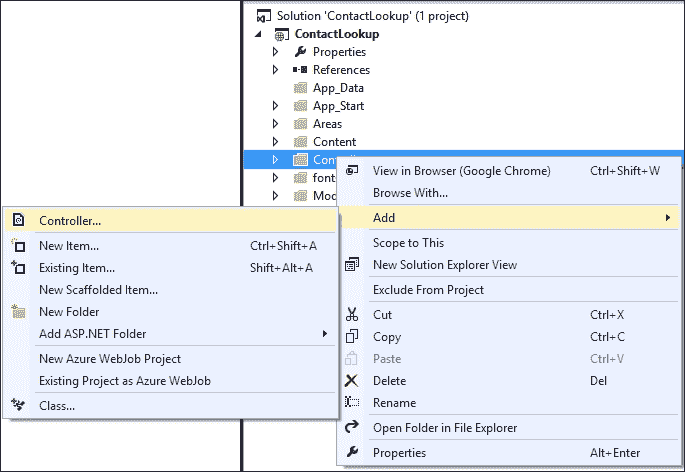 Solution 'ContactLookup' (1 project)
ContactLookup
Properties
References
App_Data
App_Start
Areas
Content
View in Browser (Google Chrome) Ctrl+Shift+W
Browse With...
Add
Scope to This
New Solution Explorer View
Exclude From Project
Cut Ctrl+X
Copy Ctrl+C
Paste Ctrl+V
Delete Del
Rename
Open Folder in File Explorer
Properties Alt+Enter
Controller...
New Item... Ctrl+Shift+A
Existing Item... Shift+Alt+A
New Scaffolded Item...
New Folder
Add ASP.NET Folder
New Azure WebJob Project
Existing Project as Azure WebJob
Class...